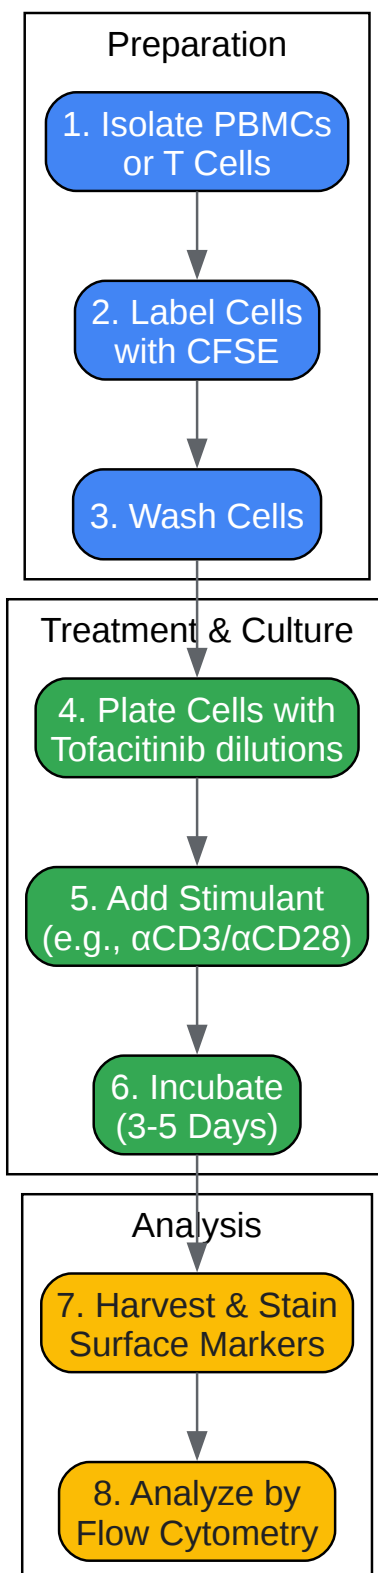 Preparation
1. Isolate PBMCs
or T Cells
2. Label Cells
with CFSE
3. Wash Cells
Treatment & Culture
4. Plate Cells with
Tofacitinib dilutions
5. Add Stimulant
(e.g., αCD3/αCD28)
6. Incubate
(3-5 Days)
Analysis
7. Harvest & Stain
Surface Markers
8. Analyze by
Flow Cytometry